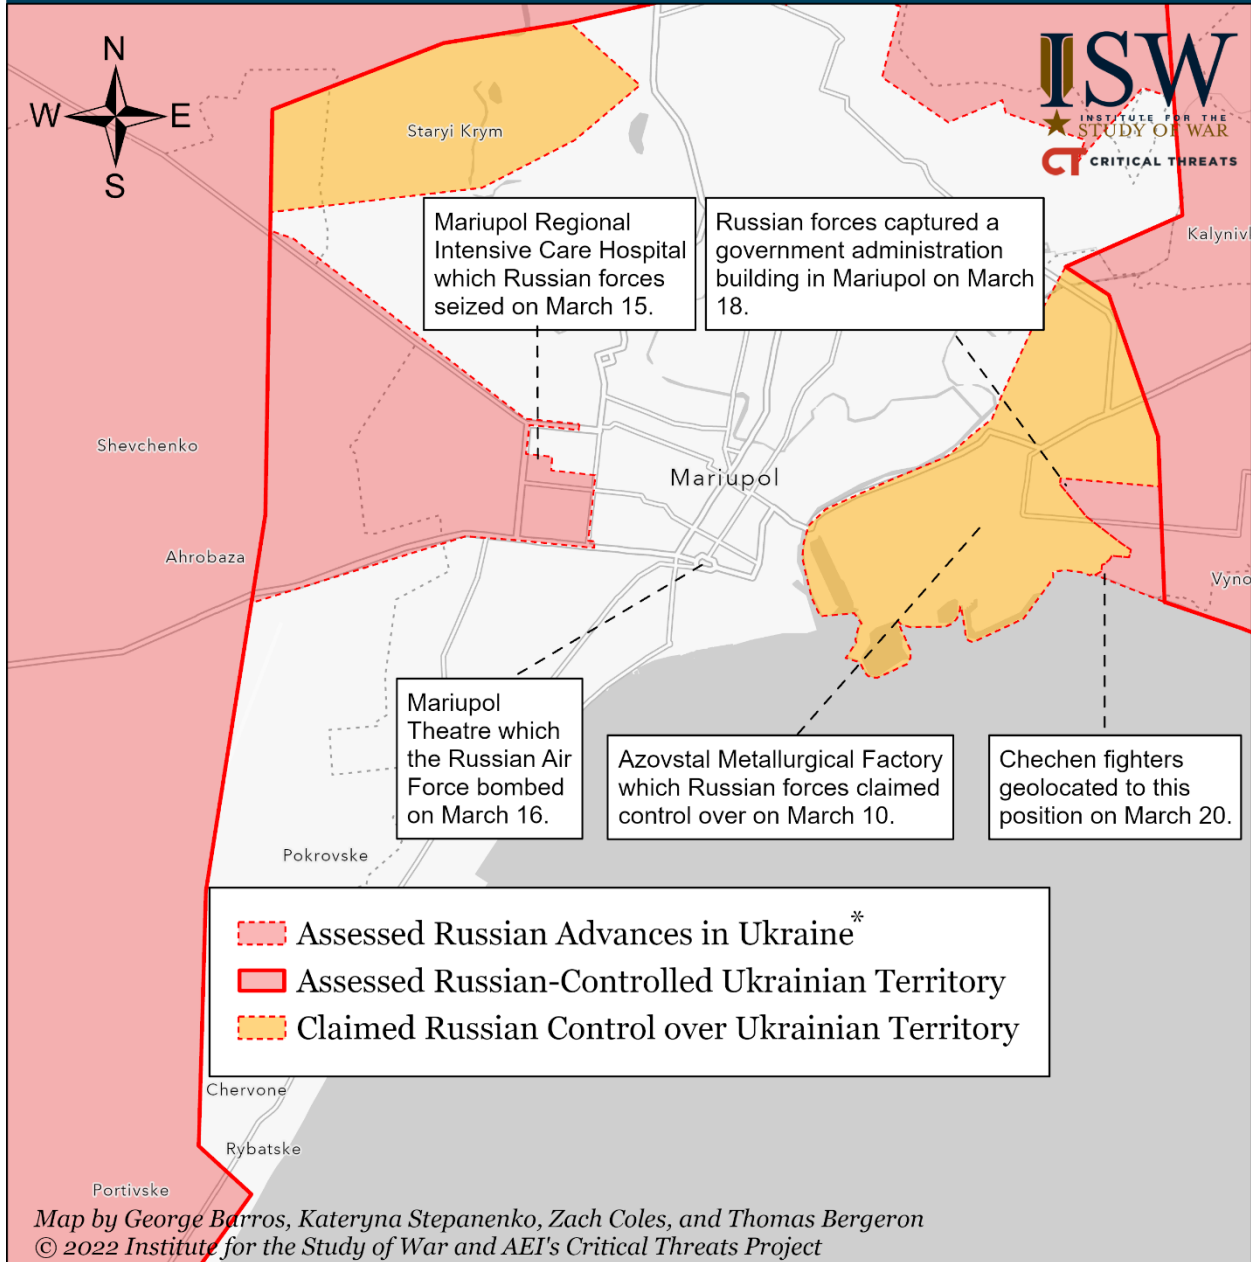 N
W E
S
ISW
INSTITUTE FOR THE
STUDY OF WAR
CT CRITICAL THREATS
Staryi Krym
Mariupol Regional
Intensive Care Hospital
which Russian forces
seized on March 15.
Russian forces captured a
government administration
building in Mariupol on March
18.
Kalynivk
Shevchenko
Mariupol
Ahrobaza
Vyno
Mariupol
Theatre which
the Russian Air
Force bombed
on March 16.
Azovstal Metallurgical Factory
which Russian forces claimed
control over on March 10.
Chechen fighters
geolocated to this
position on March 20.
Pokrovske
Assessed Russian Advances in Ukraine*
Assessed Russian-Controlled Ukrainian Territory
Claimed Russian Control over Ukrainian Territory
Chervone
Rybatske
Portivske
Map by George Barros, Kateryna Stepanenko, Zach Coles, and Thomas Bergeron
© 2022 Institute for the Study of War and AEI's Critical Threats Project